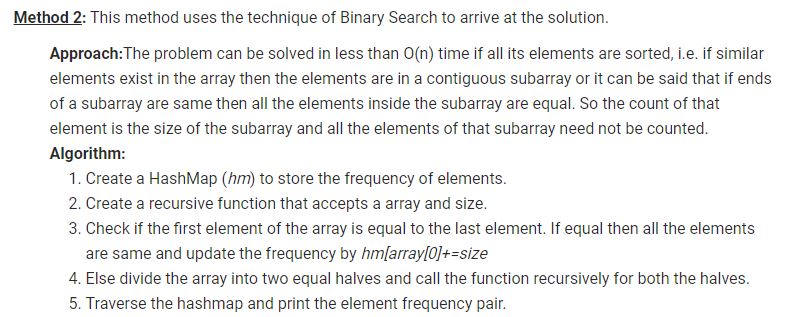 Method 2: This method uses the technique of Binary Search to arrive at the solution.
Approach:The problem can be solved in less than O(n) time if all its elements are sorted, i.e. if similar
elements exist in the array then the elements are in a contiguous subarray or it can be said that if ends
of a subarray are same then all the elements inside the subarray are equal. So the count of that
element is the size of the subarray and all the elements of that subarray need not be counted.
Algorithm:
1. Create a HashMap (hm) to store the frequency of elements.
2. Create a recursive function that accepts a array and size.
3. Check if the first element of the array is equal to the last element. If equal then all the elements
are same and update the frequency by hm[array[0]+=size
4. Else divide the array into two equal halves and call the function recursively for both the halves.
5. Traverse the hashmap and print the element frequency pair.